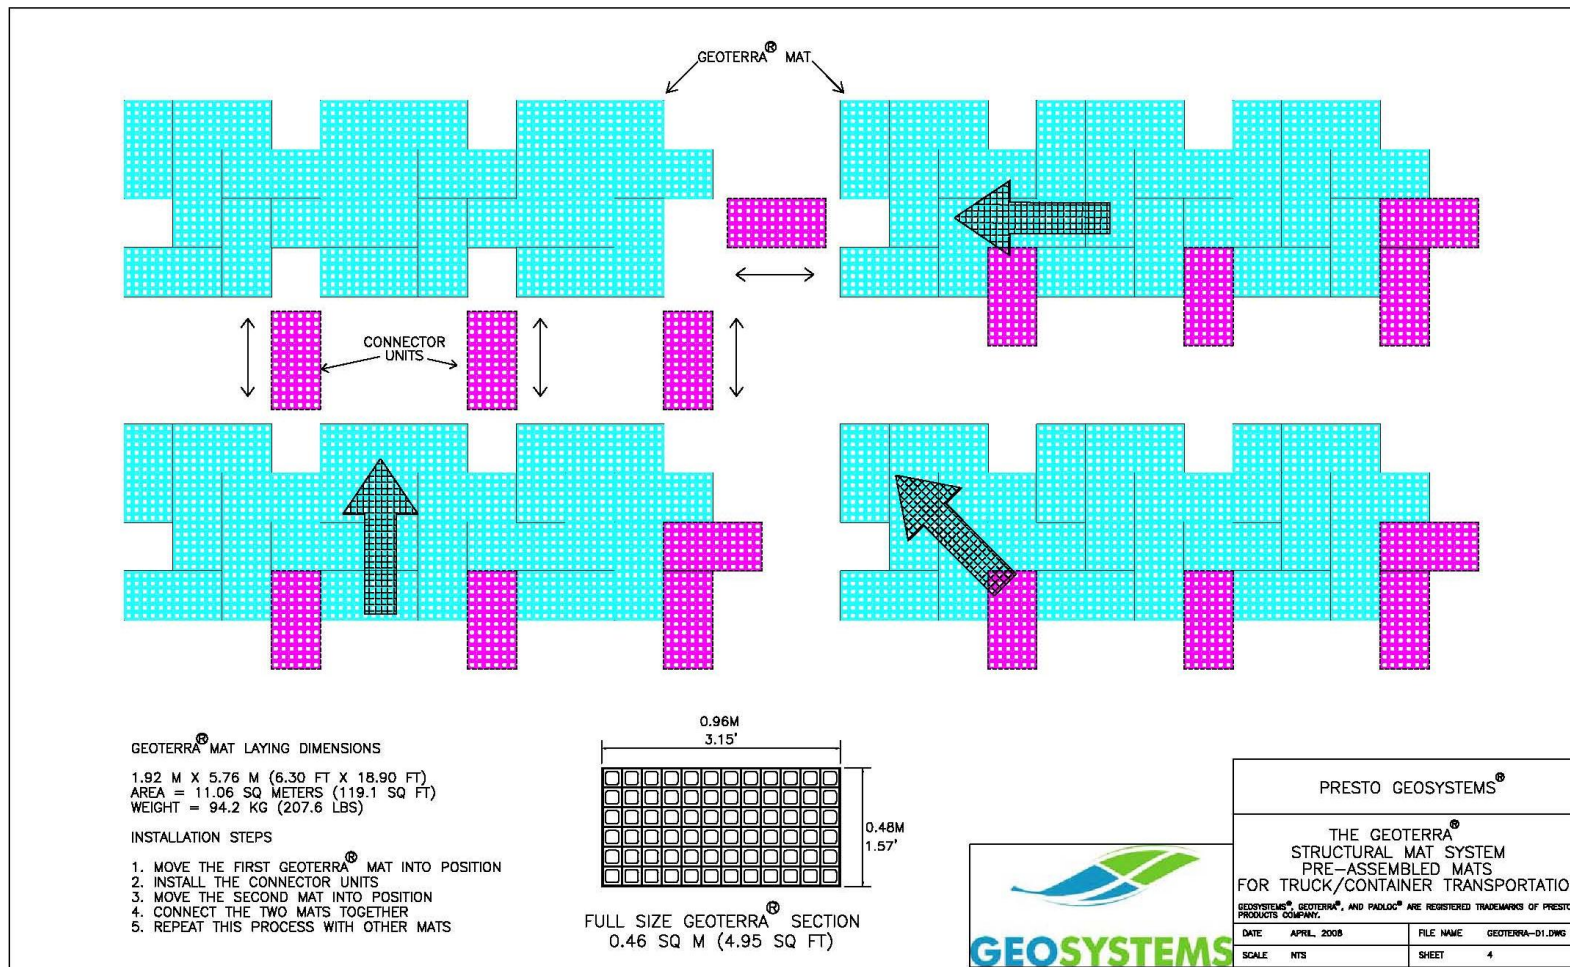 GEOTERRA® MAT
CONNECTOR
UNITS
GEOTERRA® MAT LAYING DIMENSIONS
1.92 M X 5.76 M (6.30 FT X 18.90 FT)
AREA = 11.06 SQ METERS (119.1 SQ FT)
WEIGHT = 94.2 KG (207.6 LBS)
INSTALLATION STEPS
1. MOVE THE FIRST GEOTERRA® MAT INTO POSITION
2. INSTALL THE CONNECTOR UNITS
3. MOVE THE SECOND MAT INTO POSITION
4. CONNECT THE TWO MATS TOGETHER
5. REPEAT THIS PROCESS WITH OTHER MATS
0.96M
3.15'
0.48M
1.57'
FULL SIZE GEOTERRA® SECTION
0.46 SQ M (4.95 SQ FT)
GEOSYSTEMS
PRESTO GEOSYSTEMS®
THE GEOTERRA®
STRUCTURAL MAT SYSTEM
PRE-ASSEMBLED MATS
FOR TRUCK/CONTAINER TRANSPORTATIO
GEOSYSTEMS®, GEOTERRA®, AND PADLOC® ARE REGISTERED TRADEMARKS OF PRESTO
PRODUCTS COMPANY.
DATE APRIL, 2008 FILE NAME GEOTERRA-D1.DWG
SCALE NTS SHEET 4